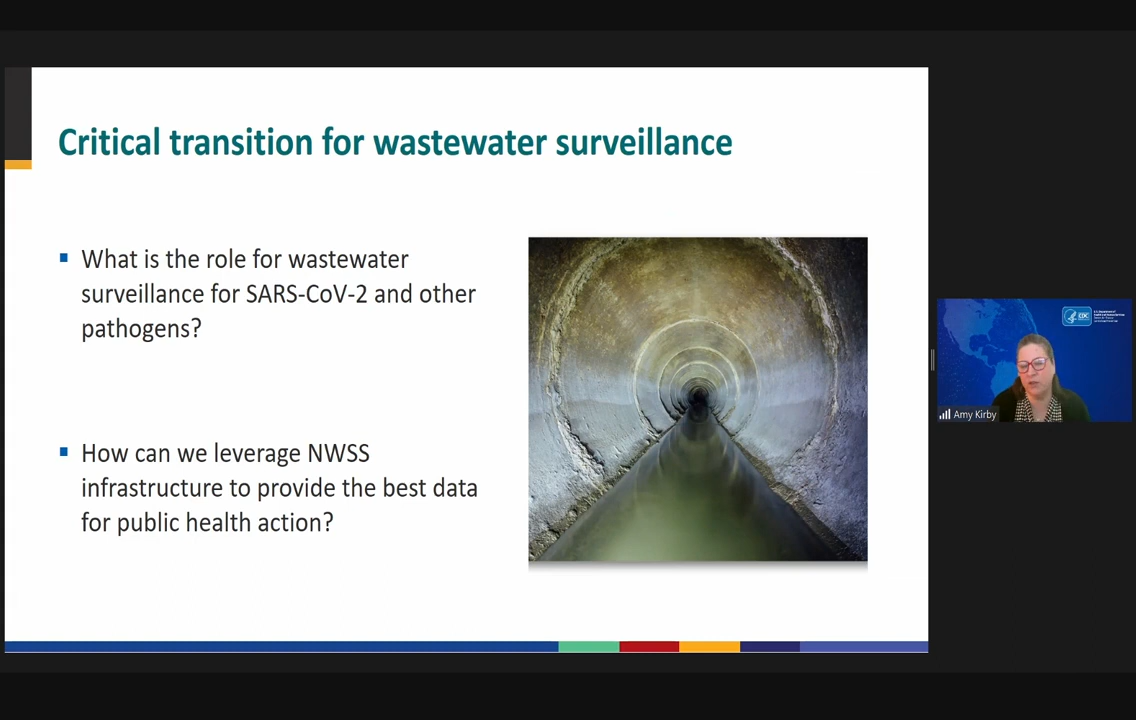 Critical transition for wastewater surveillance
What is the role for wastewater
surveillance for SARS-CoV-2 and other
pathogens?
How can we leverage NWSS
infrastructure to provide the best data
for public health action?
CDC
Amy Kirby